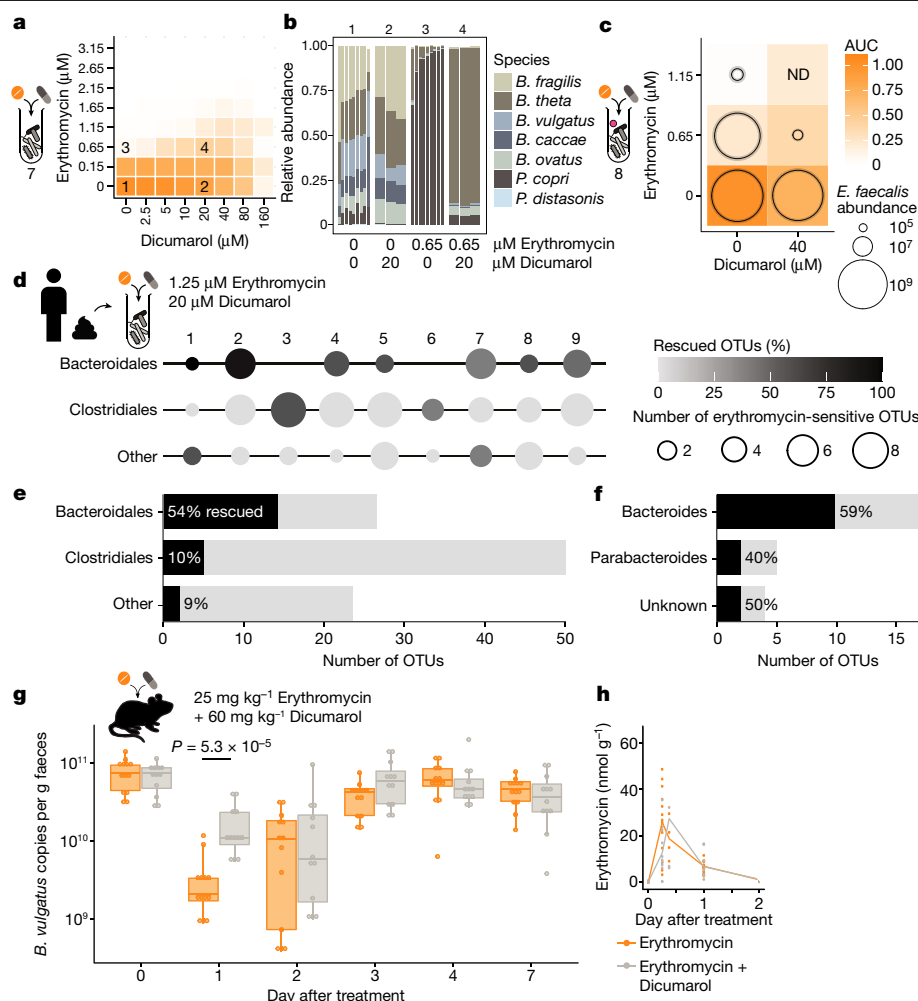 a
Erythromycin (μM)
3.15
2.65
2.15
1.65
1.15
0.65
0.15
0
3
4
1
2
7
0
2.5
5
10
20
40
80
160
Dicumarol (μM)
b
1
2
3
4
Relative abundance
1.00
0.75
0.50
0.25
0
0
0
0.65
0.65
μM Erythromycin
0
20
0
20
μM Dicumarol
Species
B. fragilis
B. theta
B. vulgatus
B. caccae
B. ovatus
P. copri
P. distasonis
c
Erythromycin (μM)
1.15
0.65
0
ND
8
0
40
Dicumarol (μM)
AUC
1.00
0.75
0.50
0.25
0
E. faecalis
abundance
10⁵
10⁷
10⁹
d
1.25 μM Erythromycin
20 μM Dicumarol
1
2
3
4
5
6
7
8
9
Bacteroidales
Clostridiales
Other
Rescued OTUs (%)
0
25
50
75
100
Number of erythromycin-sensitive OTUs
2
4
6
8
e
Bacteroidales
54% rescued
Clostridiales
10%
Other
9%
0
10
20
30
40
50
Number of OTUs
f
Bacteroides
59%
Parabacteroides
40%
Unknown
50%
0
5
10
15
Number of OTUs
g
25 mg kg⁻¹ Erythromycin
+ 60 mg kg⁻¹ Dicumarol
P = 5.3 × 10⁻⁵
B. vulgatus copies per g faeces
10¹¹
10¹⁰
10⁹
0
1
2
3
4
7
Day after treatment
h
Erythromycin (nmol g⁻¹)
60
40
20
0
0
1
2
Day after treatment
Erythromycin
Erythromycin +
Dicumarol